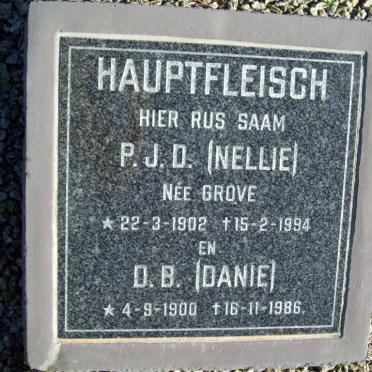 HAUPTFLEISCH
HIER RUS SAAM
P.J.D. (NELLIE)
NÉE GROVE
★ 22-3-1902 †15-2-1994
EN
D.B. (DANIE)
★ 4-9-1900 †16-11-1986.